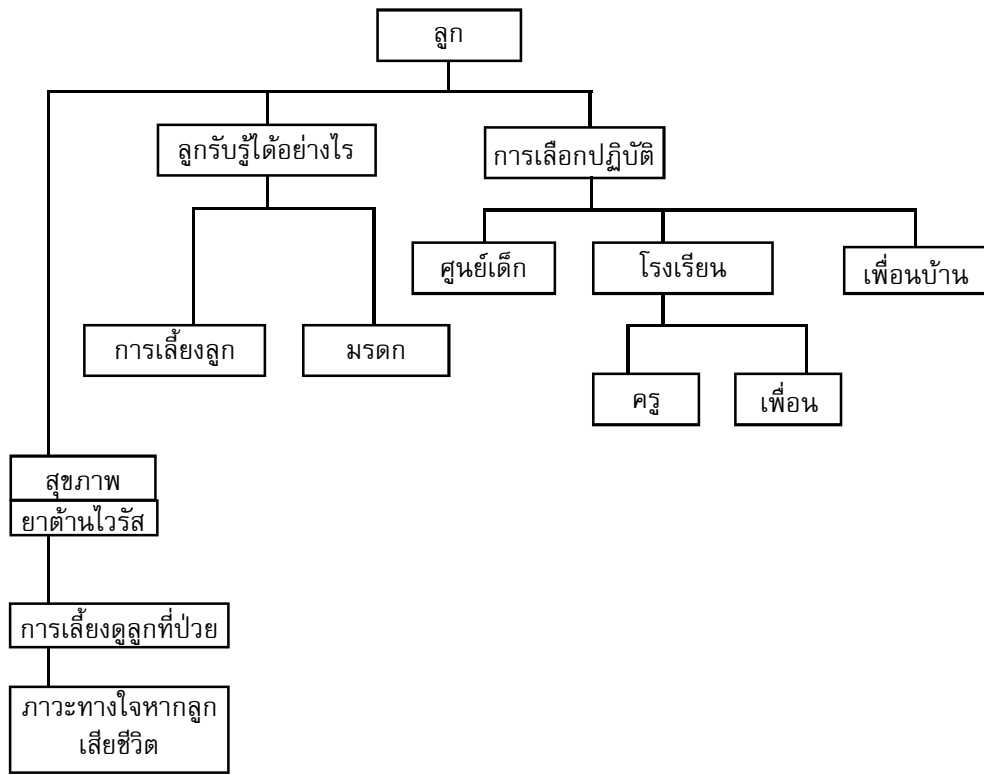 ลูก
ลูกรับรู้ได้อย่างไร
การเลือกปฏิบัติ
ศูนย์เด็ก
โรงเรียน
เพื่อนบ้าน
การเลี้ยงลูก
มรดก
ครู
เพื่อน
สุขภาพ
ยาต้านไวรัส
การเลี้ยงดูลูกที่ป่วย
ภาวะทางใจหากลูก
เสียชีวิต